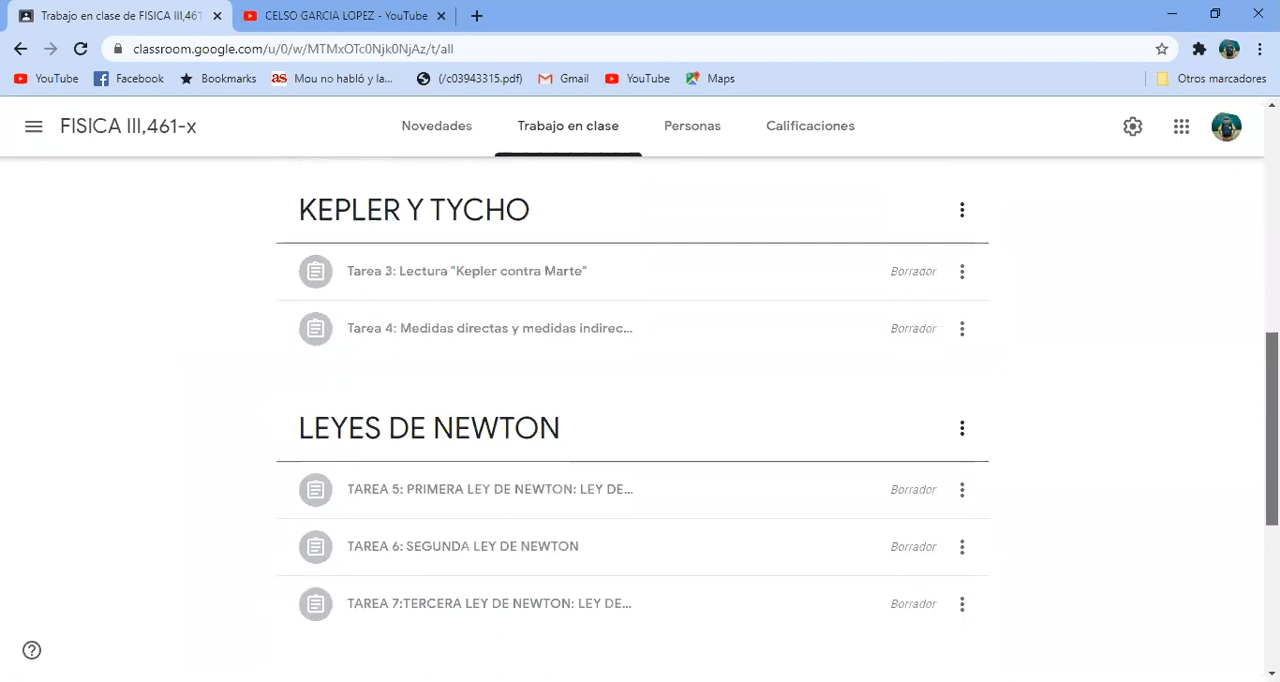 Trabajo en clase de FISICA III,461
CELSO GARCIA LOPEZ - YouTube
classroom.google.com/u/0/w/MTMxOTc0Njk0NjAz/t/all
YouTube
Facebook
Bookmarks
as Mou no habló y la...
(/c03943315.pdf)
Gmail
YouTube
Maps
Otros marcadores
FISICA III,461-x
Novedades
Trabajo en clase
Personas
Calificaciones
KEPLER Y TYCHO
Tarea 3: Lectura "Kepler contra Marte" Borrador
Tarea 4: Medidas directas y medidas indirec... Borrador
LEYES DE NEWTON
TAREA 5: PRIMERA LEY DE NEWTON: LEY DE... Borrador
TAREA 6: SEGUNDA LEY DE NEWTON Borrador
TAREA 7:TERCERA LEY DE NEWTON: LEY DE... Borrador